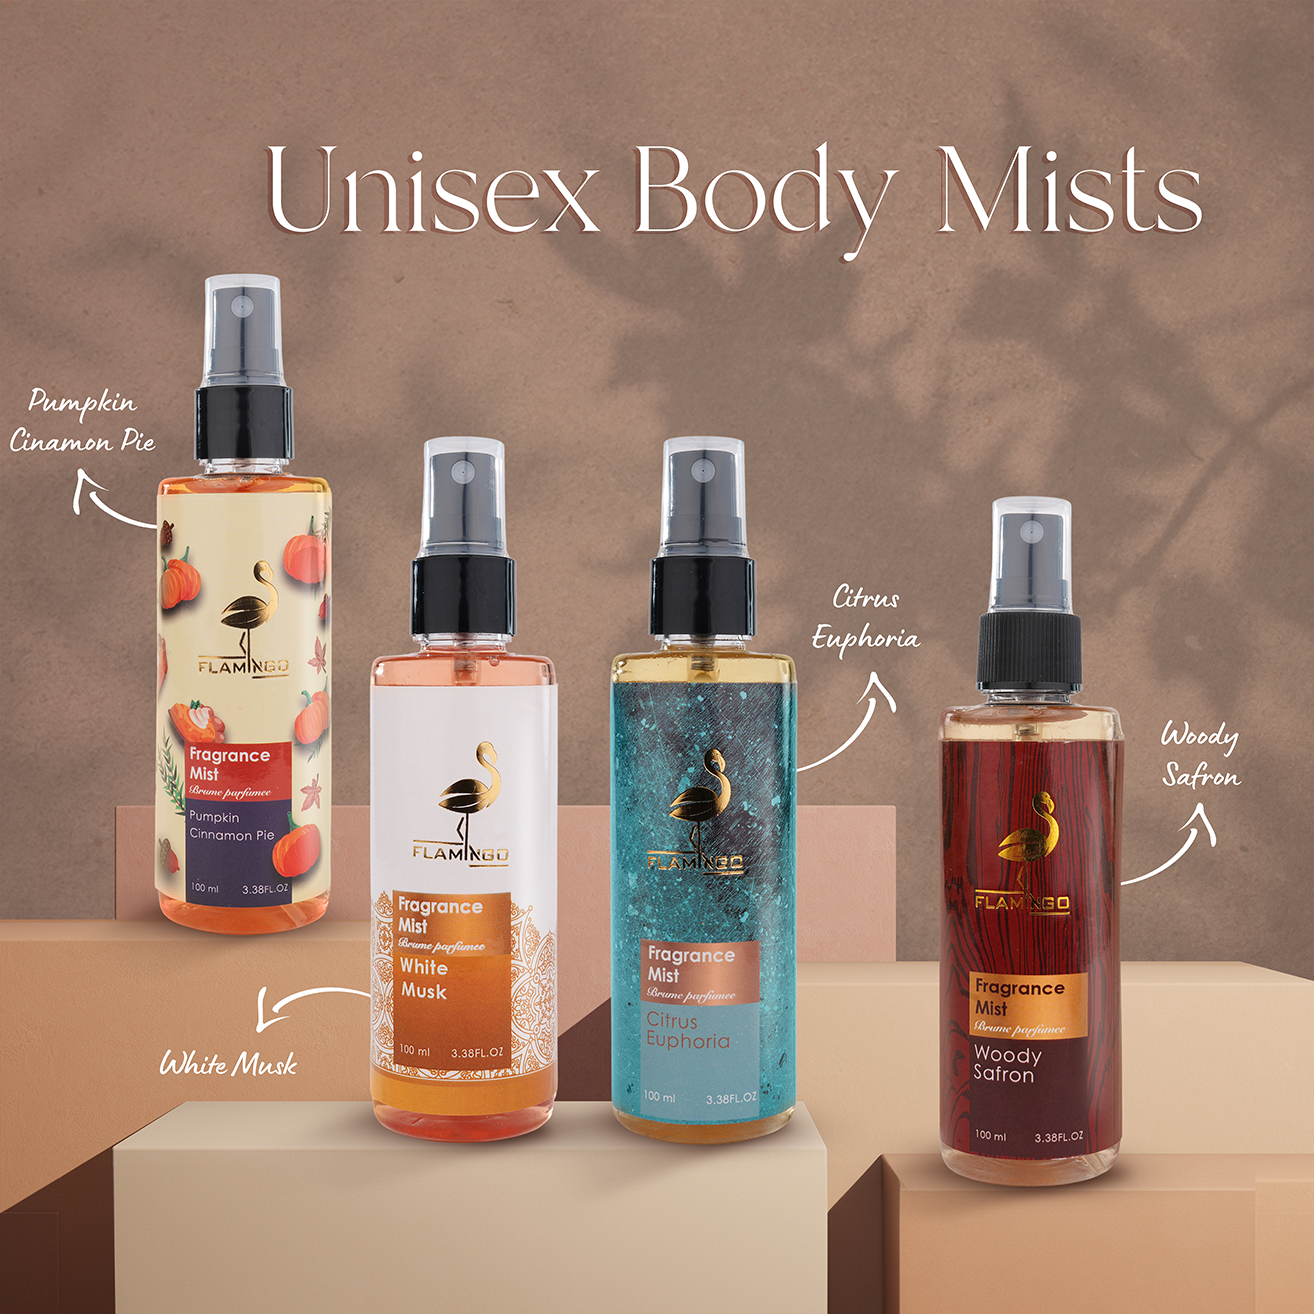 Unisex Body Mists
Pumpkin
Cinamon Pie
FLAMINGO
Fragrance
Mist
Brume parfumee
Pumpkin
Cinnamon Pie
100 ml 3.38FL.OZ
White Musk
FLAMINGO
Fragrance
Mist
Brume parfumee
White
Musk
100 ml 3.38FL.OZ
Citrus
Euphoria
FLAMINGO
Fragrance
Mist
Brume parfumee
Citrus
Euphoria
100 ml 3.38FL.OZ
Woody
Safron
FLAMINGO
Fragrance
Mist
Brume parfumee
Woody
Safron
100 ml 3.38FL.OZ